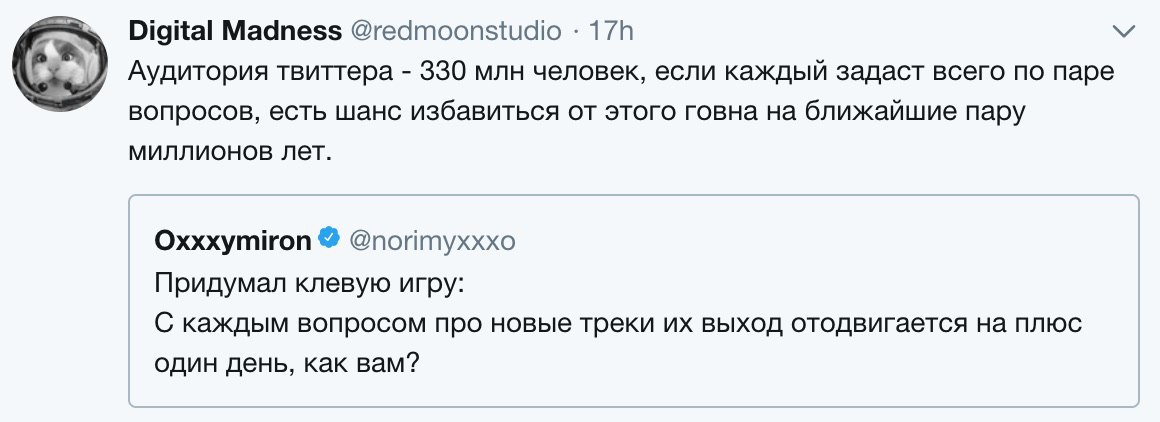 Digital Madness @redmoonstudio · 17h
Аудитория твиттера - 330 млн человек, если каждый задаст всего по паре
вопросов, есть шанс избавиться от этого говна на ближайшие пару
миллионов лет.
Oxxxymiron @norimyxxxo
Придумал клевую игру:
С каждым вопросом про новые треки их выход отодвигается на плюс
один день, как вам?